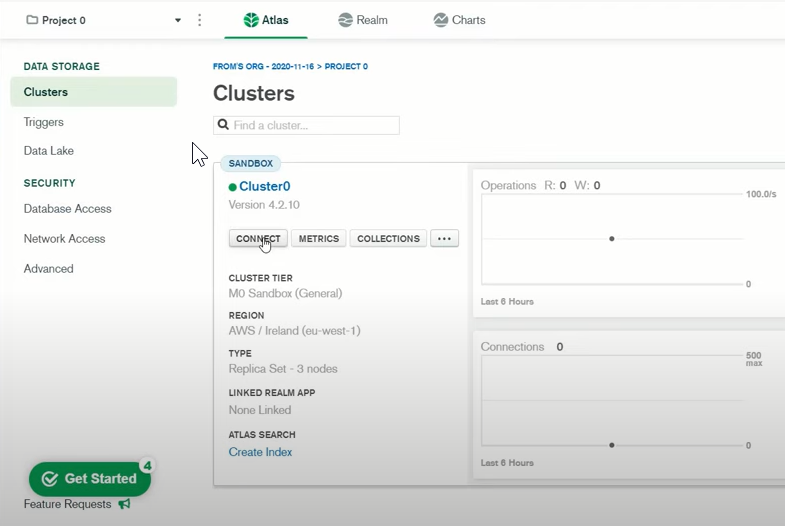 Project 0
Atlas
Realm
Charts
DATA STORAGE
Clusters
Triggers
Data Lake
SECURITY
Database Access
Network Access
Advanced
4
Get Started
Feature Requests
FROM'S ORG - 2020-11-16 > PROJECT 0
Clusters
Find a cluster...
SANDBOX
Cluster0
Version 4.2.10
CONNECT METRICS COLLECTIONS ...
CLUSTER TIER
M0 Sandbox (General)
REGION
AWS / Ireland (eu-west-1)
TYPE
Replica Set - 3 nodes
LINKED REALM APP
None Linked
ATLAS SEARCH
Create Index
Operations R: 0 W: 0
100.0/s
0
Last 6 Hours
Connections 0
500
max
0
Last 6 Hours